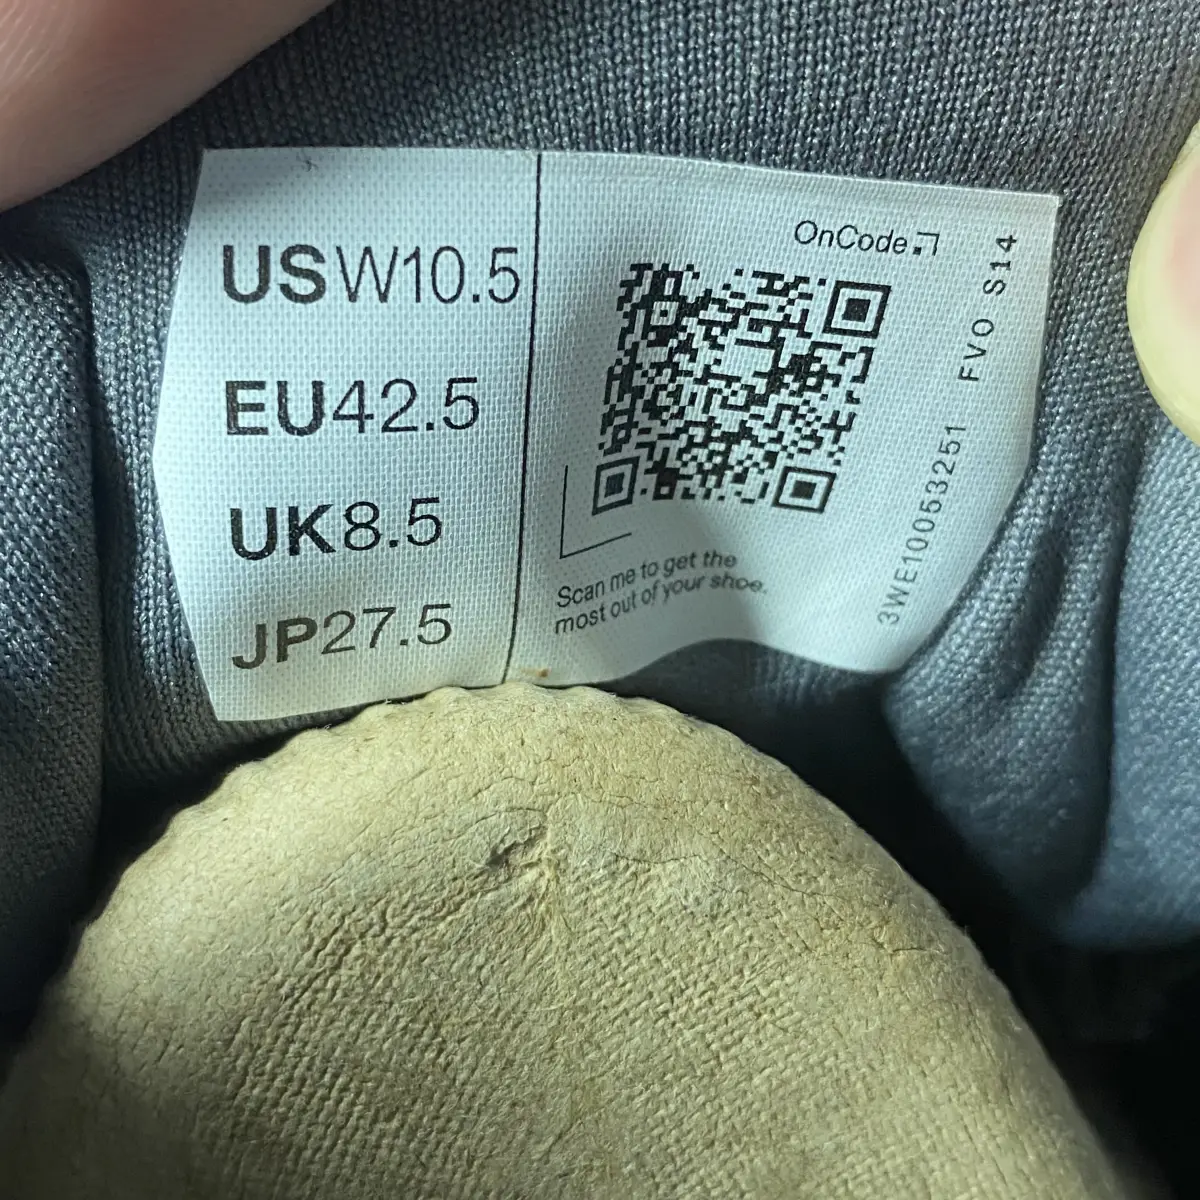 USW10.5
EU42.5
UK8.5
JP27.5
OnCode
Scan me to get the
most out of your shoe.
3WE10053251 FVO S14